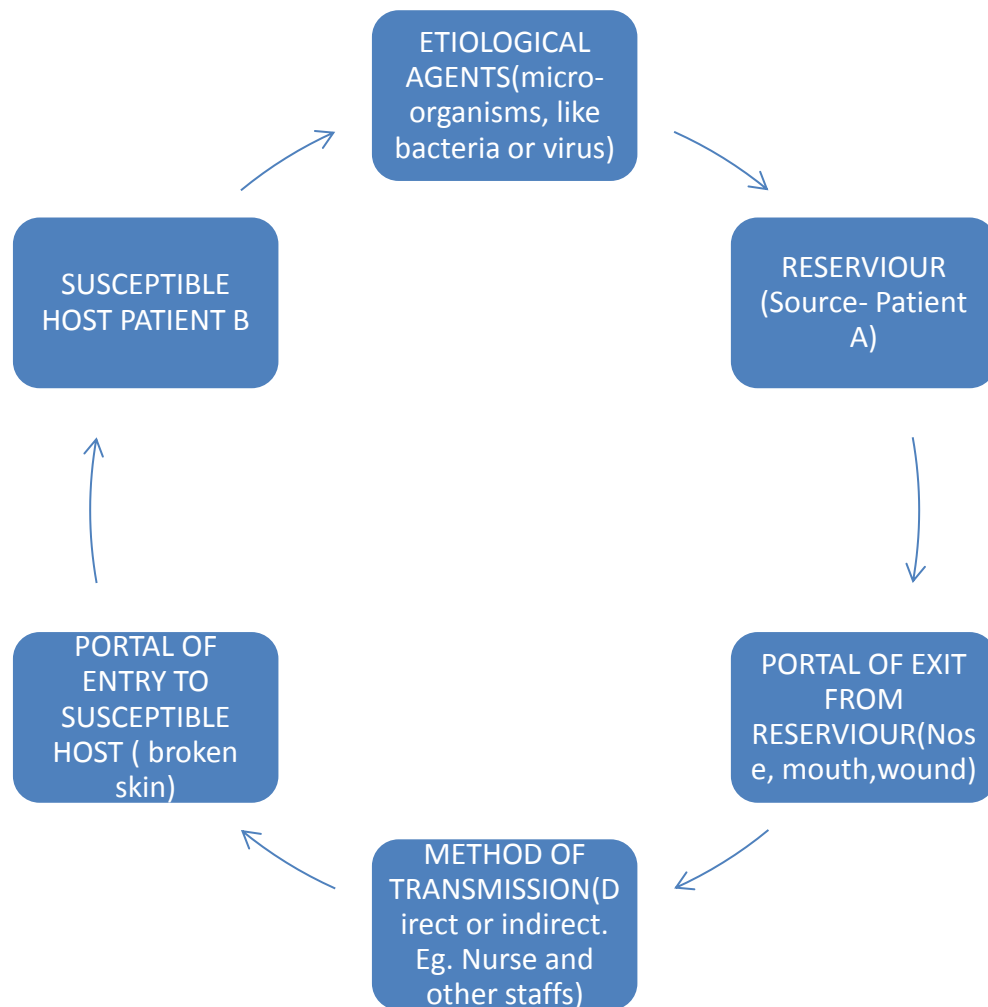 ETIOLOGICAL
AGENTS(micro-
organisms, like
bacteria or virus)
RESERVIOUR
(Source- Patient
A)
PORTAL OF EXIT
FROM
RESERVIOUR(Nos
e, mouth,wound)
METHOD OF
TRANSMISSION(D
irect or indirect.
Eg. Nurse and
other staffs)
PORTAL OF
ENTRY TO
SUSCEPTIBLE
HOST ( broken
skin)
SUSCEPTIBLE
HOST PATIENT B